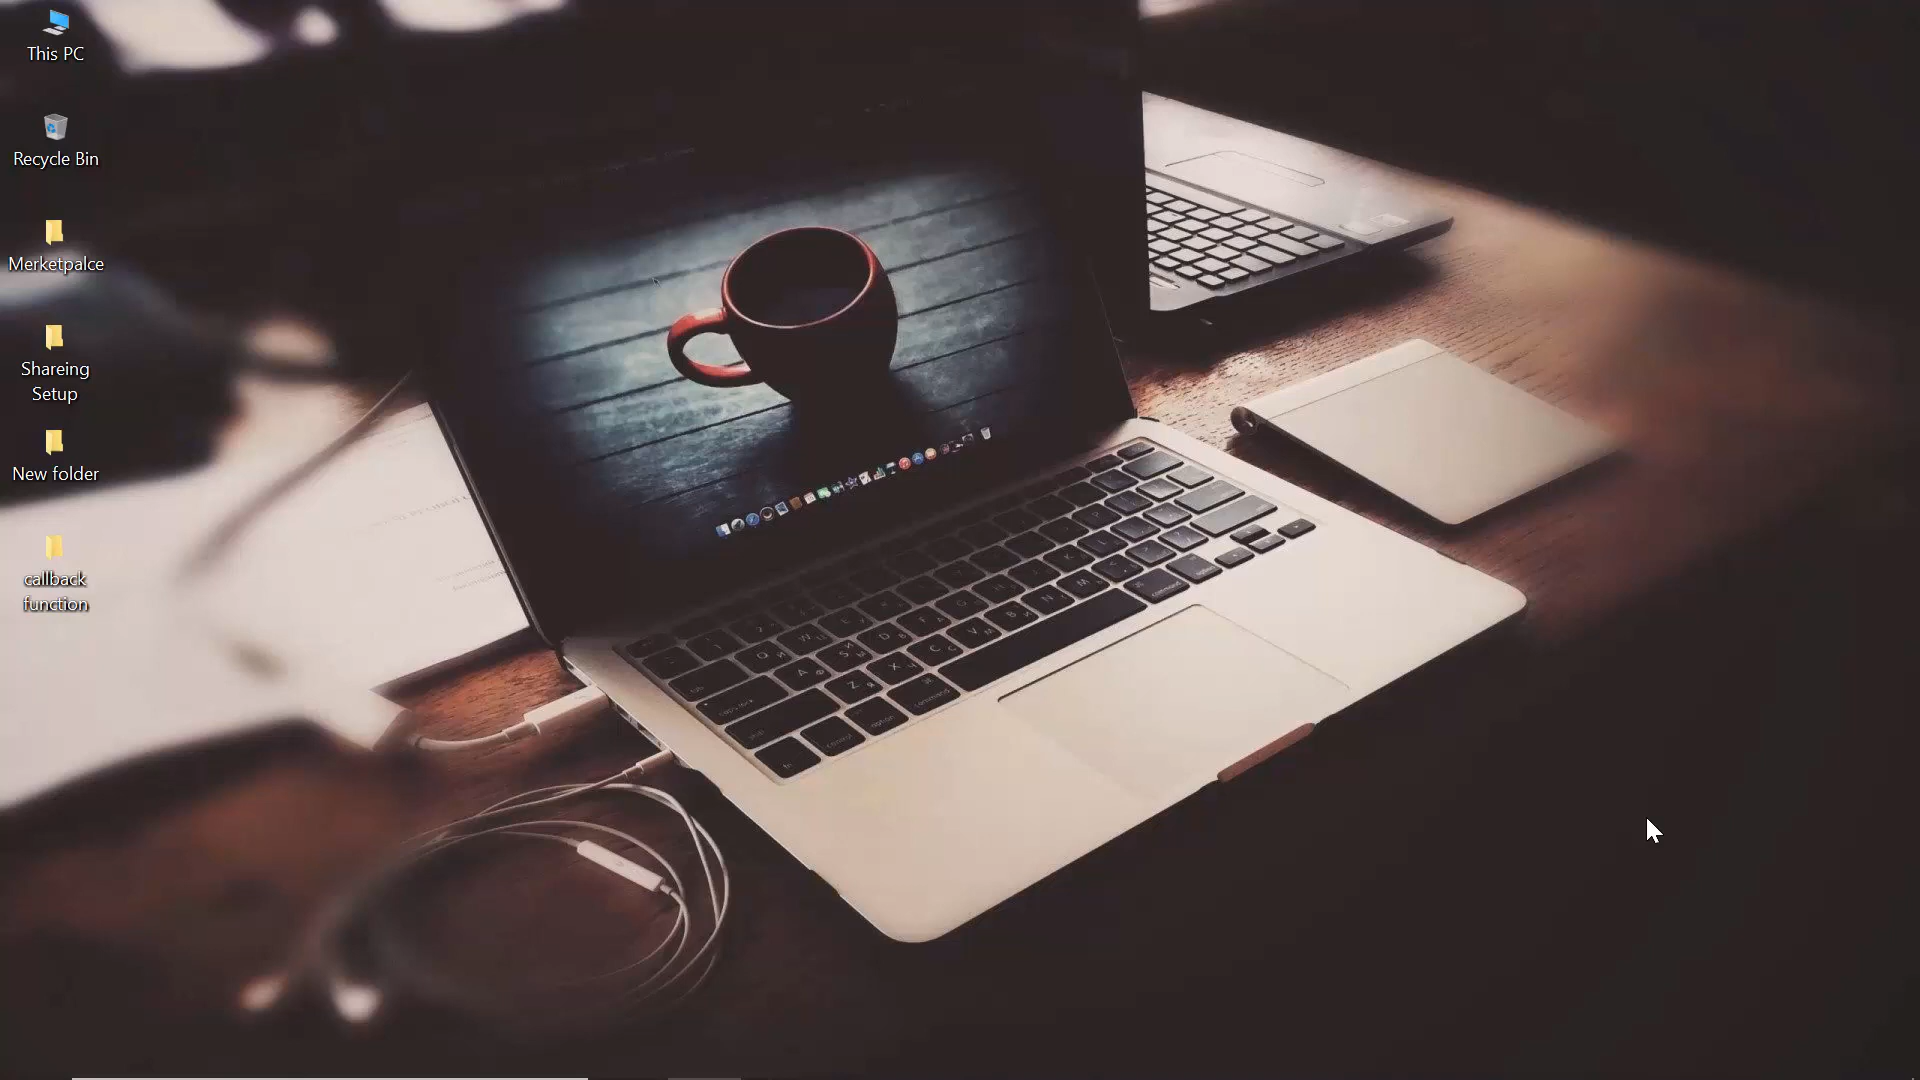 This PC
Recycle Bin
Merketpalce
Shareing
Setup
New folder
callback
function